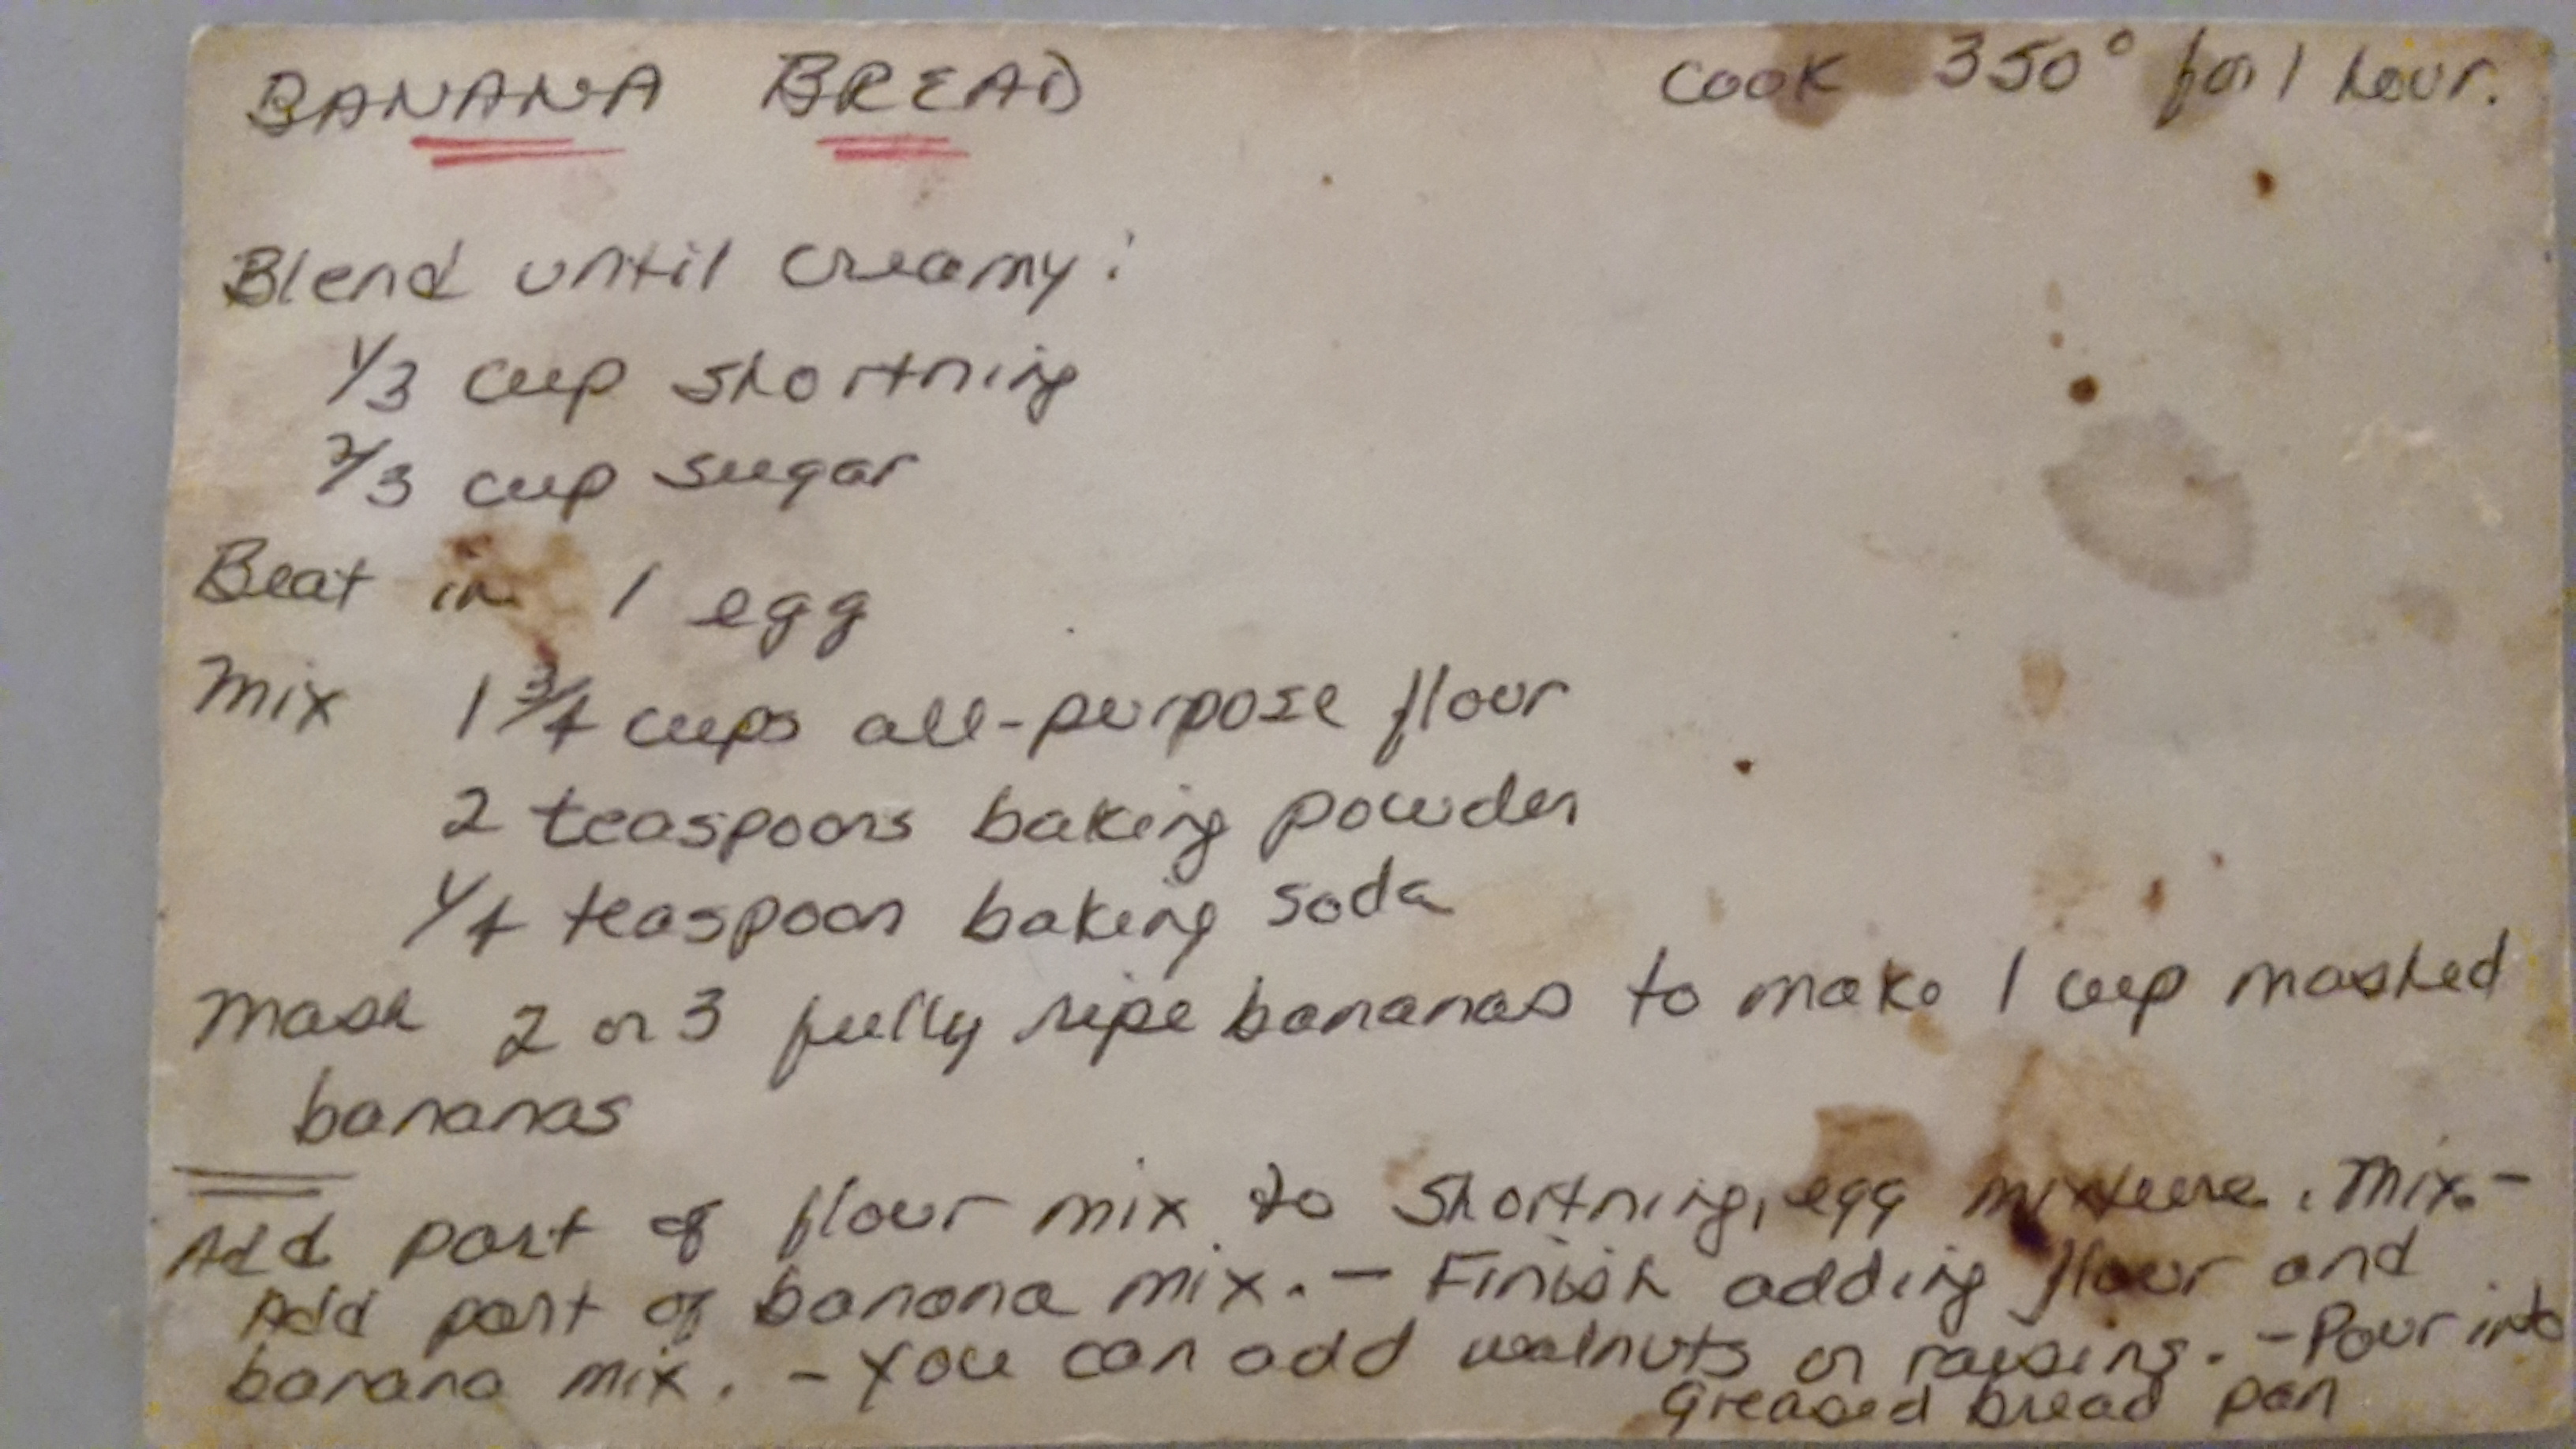 BANANA BREAD
Cook 350° for 1 hour.
Blend until creamy:
1/3 cup shortning
2/3 cup sugar
Beat in 1 egg
Mix 1 3/4 cups all-purpose flour
2 teaspoons baking powder
1/4 teaspoon baking soda
Mash 2 or 3 fully ripe bananas to make 1 cup mashed
bananas
Add part of flour mix to shortning, egg mixture. Mix. -
Add part of banana mix. - Finish adding flour and
banana mix. - You can add walnuts or raisins. - Pour into
greased bread pan